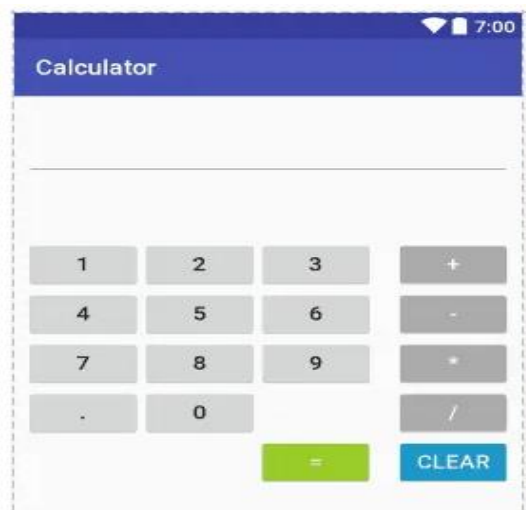 7:00
Calculator
1 2 3 +
4 5 6 -
7 8 9 *
. 0 /
= CLEAR